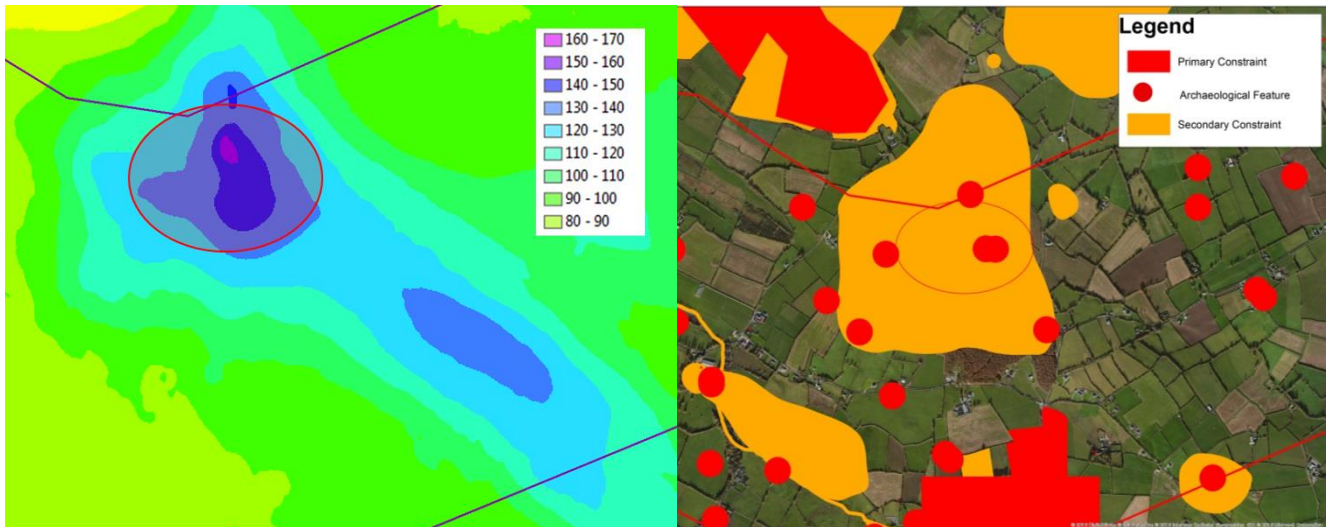 160 - 170
150 - 160
140 - 150
130 - 140
120 - 130
110 - 120
100 - 110
90 - 100
80 - 90
Legend
Primary Constraint
Archaeological Feature
Secondary Constraint